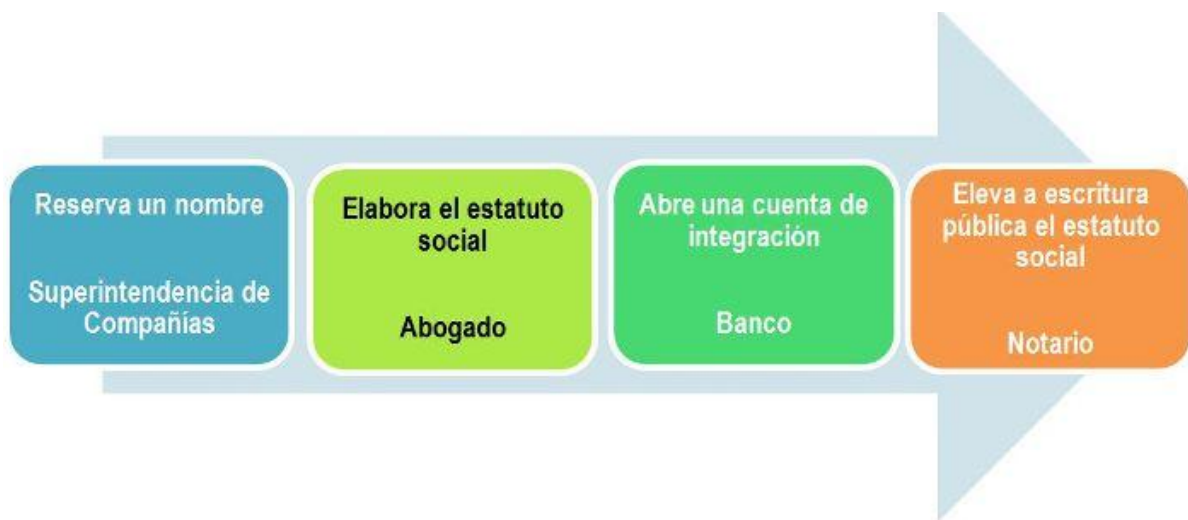 Reserva un nombre
Superintendencia de
Compañías
Elabora el estatuto
social
Abogado
Abre una cuenta de
integración
Banco
Eleva a escritura
pública el estatuto
social
Notario